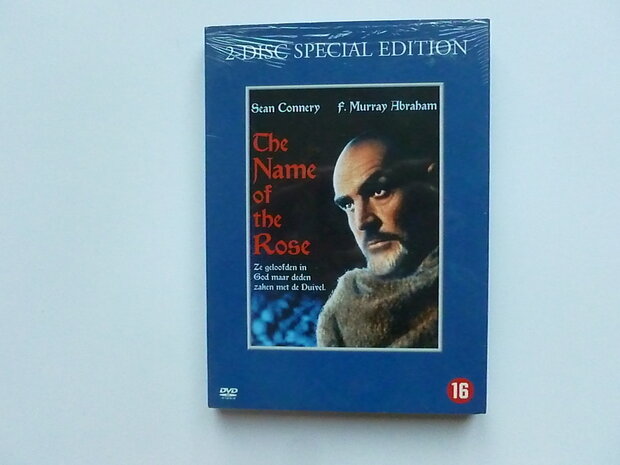 2-DISC SPECIAL EDITION
Sean Connery F. Murray Abraham
The
Name
of
the
Rose
Ze geloofden in
God maar deden
zaken met de Duivel.
DVD
16